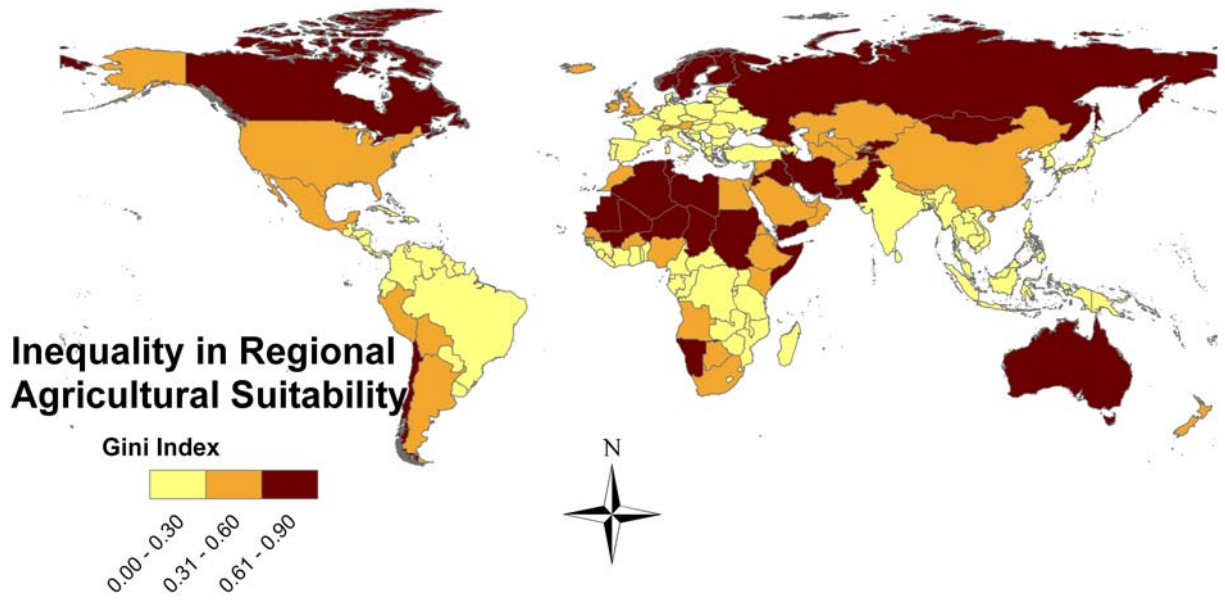 Inequality in Regional
Agricultural Suitability
Gini Index
0.00 - 0.30
0.31 - 0.60
0.61 - 0.90
N